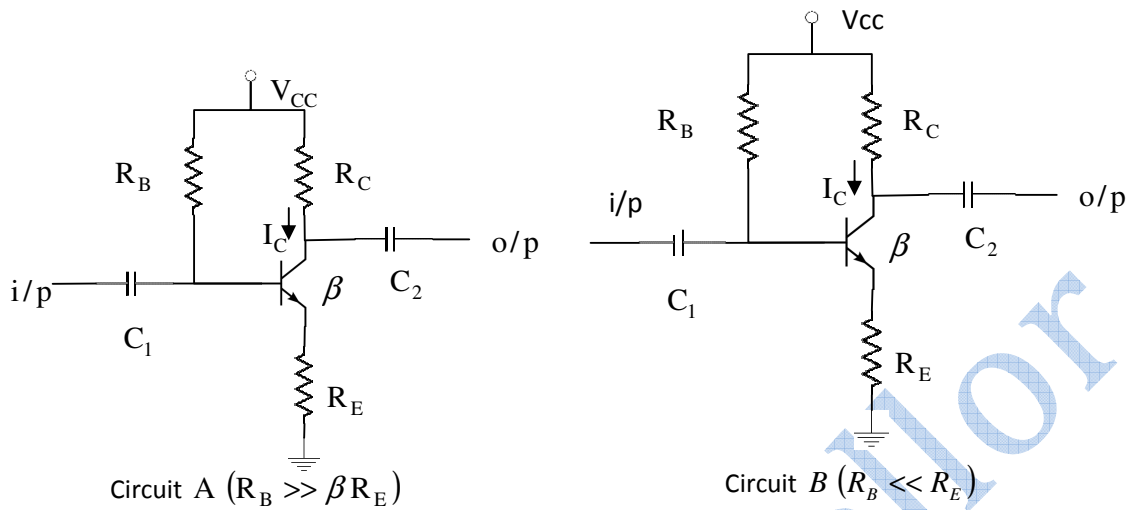 V_CC
R_B
R_C
I_C
i/p
o/p
β
C_1
C_2
R_E
Circuit A (R_B >> βR_E)
Vcc
R_B
R_C
I_C
i/p
o/p
β
C_1
C_2
R_E
Circuit B (R_B << R_E)